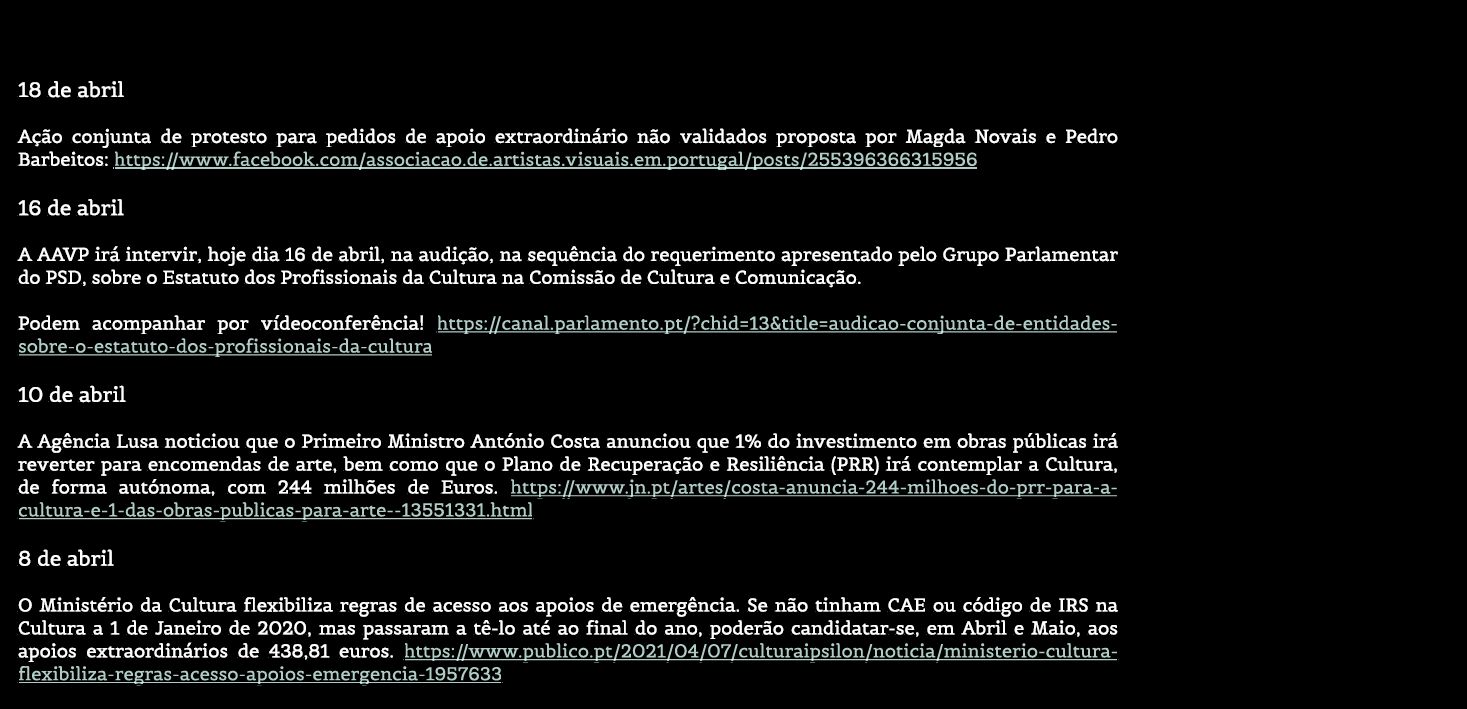 18 de abril
Ação conjunta de protesto para pedidos de apoio extraordinário não validados proposta por Magda Novais e Pedro
Barbeitos: https://www.facebook.com/associacao.de.artistas.visuais.em.portugal/posts/255396366315956
16 de abril
A AAVP irá intervir, hoje dia 16 de abril, na audição, na sequência do requerimento apresentado pelo Grupo Parlamentar
do PSD, sobre o Estatuto dos Profissionais da Cultura na Comissão de Cultura e Comunicação.
Podem acompanhar por vídeoconferência! https://canal.parlamento.pt/?chid=13&title=audicao-conjunta-de-entidades-
sobre-o-estatuto-dos-profissionais-da-cultura
10 de abril
A Agência Lusa noticiou que o Primeiro Ministro António Costa anunciou que 1% do investimento em obras públicas irá
reverter para encomendas de arte, bem como que o Plano de Recuperação e Resiliência (PRR) irá contemplar a Cultura,
de forma autónoma, com 244 milhões de Euros. https://www.jn.pt/artes/costa-anuncia-244-milhoes-do-prr-para-a-
cultura-e-1-das-obras-publicas-para-arte--13551331.html
8 de abril
O Ministério da Cultura flexibiliza regras de acesso aos apoios de emergência. Se não tinham CAE ou código de IRS na
Cultura a 1 de Janeiro de 2020, mas passaram a tê-lo até ao final do ano, poderão candidatar-se, em Abril e Maio, aos
apoios extraordinários de 438,81 euros. https://www.publico.pt/2021/04/07/culturaipsilon/noticia/ministerio-cultura-
flexibiliza-regras-acesso-apoios-emergencia-1957633